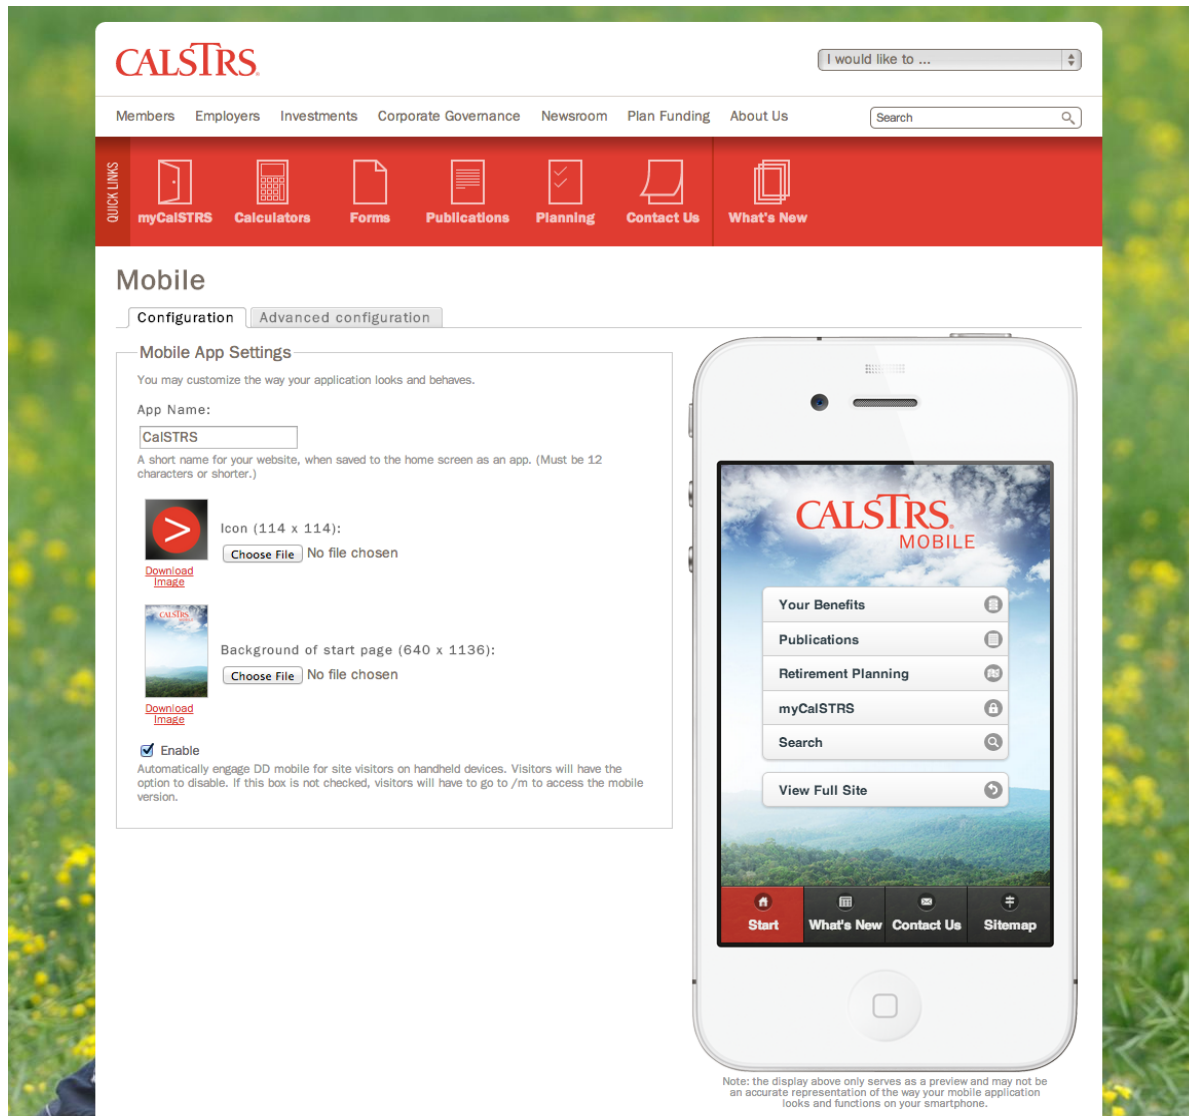 CALSTRS
I would like to ...
Members Employers Investments Corporate Governance Newsroom Plan Funding About Us
Search
QUICK LINKS
myCalSTRS Calculators Forms Publications Planning Contact Us What's New
Mobile
Configuration Advanced configuration
Mobile App Settings
You may customize the way your application looks and behaves.
App Name:
CalSTRS
A short name for your website, when saved to the home screen as an app. (Must be 12
characters or shorter.)
Icon (114 x 114):
Choose File No file chosen
Download
Image
CALSTRS
Background of start page (640 x 1136):
Choose File No file chosen
Download
Image
Enable
Automatically engage DD mobile for site visitors on handheld devices. Visitors will have the
option to disable. If this box is not checked, visitors will have to go to /m to access the mobile
version.
CALSTRS.
MOBILE
Your Benefits
Publications
Retirement Planning
myCalSTRS
Search
View Full Site
Start What's New Contact Us Sitemap
Note: the display above only serves as a preview and may not be
an accurate representation of the way your mobile application
looks and functions on your smartphone.